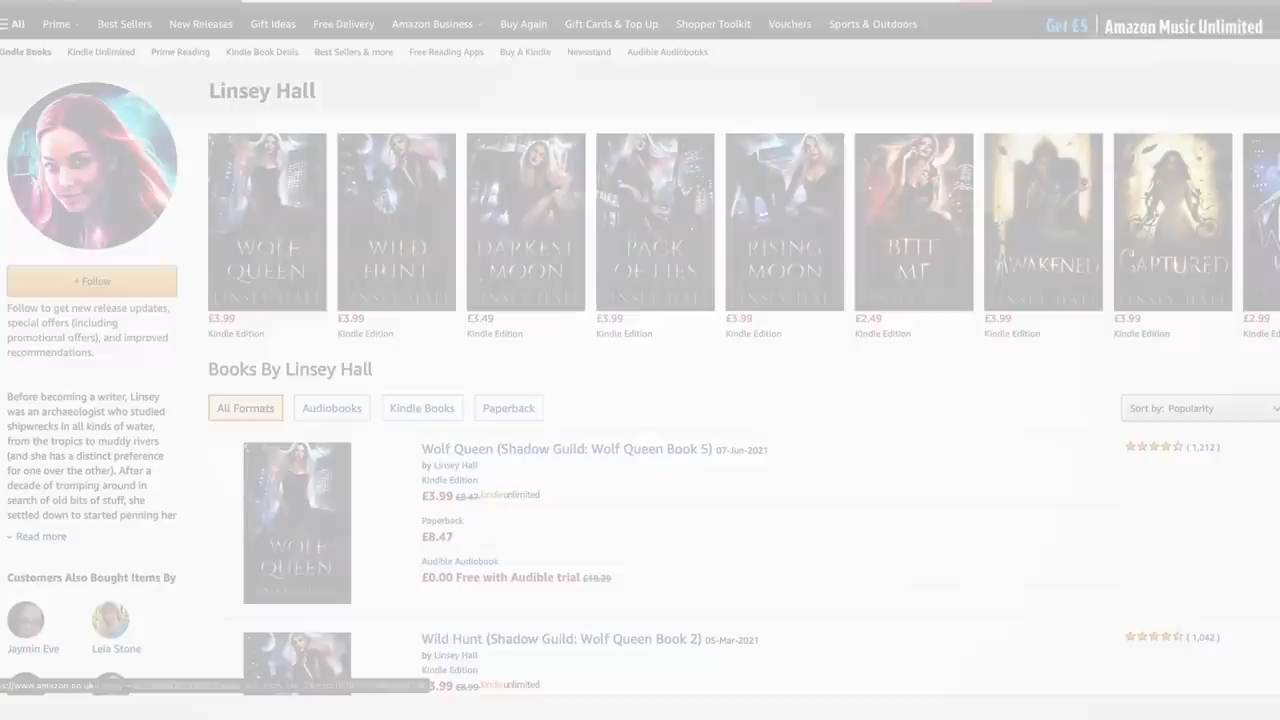 All Prime Best Sellers New Releases Gift Ideas Free Delivery Amazon Business Buy Again Gift Cards & Top Up Shopper Toolkit Vouchers Sports & Outdoors Get £5 Amazon Music Unlimited
Kindle Books Kindle Unlimited Prime Reading Kindle Book Deals Best Sellers & more Free Reading Apps Buy A Kindle Newsstand Audible Audiobooks
Linsey Hall
WOLF QUEEN
WILD HUNT
DARKEST MOON
PACK OF LIES
RISING MOON
BITE ME
AWAKENED
CAPTURED
LINSEY HALL
£3.99 £3.99 £3.49 £3.99 £3.99 £2.49 £3.99 £3.99 £2.99
Kindle Edition Kindle Edition Kindle Edition Kindle Edition Kindle Edition Kindle Edition Kindle Edition Kindle Edition
+ Follow
Follow to get new release updates,
special offers (including
promotional offers), and improved
recommendations.
Before becoming a writer, Linsey
was an archaeologist who studied
shipwrecks in all kinds of water,
from the tropics to muddy rivers
(and she has a distinct preference
for one over the other). After a
decade of tromping around in
search of old bits of stuff, she
settled down to started penning her
Read more
Customers Also Bought Items By
Jaymin Eve Lela Stone
Books By Linsey Hall
All Formats Audiobooks Kindle Books Paperback Sort by: Popularity
Wolf Queen (Shadow Guild: Wolf Queen Book 5) 07-Jun-2021 (1,212)
by Linsey Hall
Kindle Edition
£3.99 £8.47 kindleunlimited
Paperback
£8.47
Audible Audiobook
£0.00 Free with Audible trial £18.29
WOLF QUEEN
Wild Hunt (Shadow Guild: Wolf Queen Book 2) 05-Mar-2021 (1,042)
by Linsey Hall
Kindle Edition
£3.99 £8.99 kindleunlimited